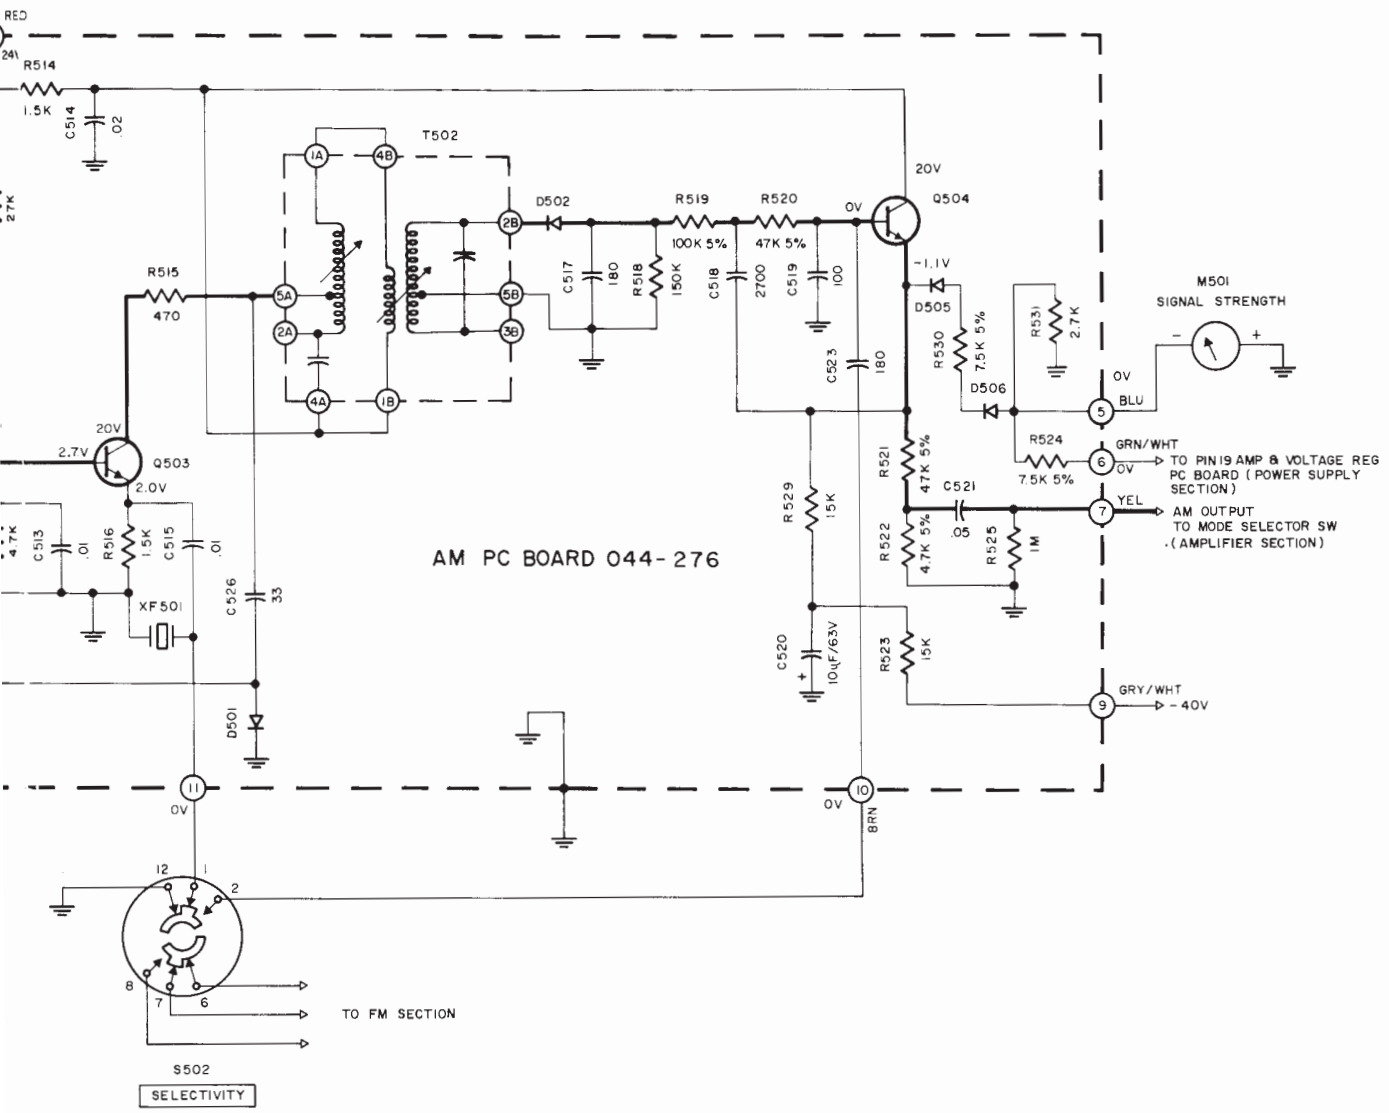 RED
24V
R514
1.5K
C514
.02
27K
T502
1A
4B
2B
5A
2A
5B
3B
4A
1B
D502
R519
100K 5%
R520
47K 5%
0V
20V
Q504
C517
180
R518
150K
C518
2700
C519
100
C523
180
-1.1V
D505
R530
7.5K 5%
D506
R531
2.7K
M501
SIGNAL STRENGTH
-
+
0V
5
BLU
R515
470
20V
2.7V
Q503
2.0V
4.7K
C513
.01
R516
1.5K
C515
.01
XF501
C526
33
D501
AM PC BOARD 044-276
R529
15K
R521
47K 5%
C521
.05
R522
4.7K 5%
R525
1M
R524
7.5K 5%
GRN/WHT
6
0V
TO PIN 19 AMP & VOLTAGE REG
PC BOARD (POWER SUPPLY
SECTION)
YEL
7
AM OUTPUT
TO MODE SELECTOR SW
(AMPLIFIER SECTION)
C520
10µF/63V
+
R523
15K
GRY/WHT
9
-40V
11
0V
10
0V
BRN
12
1
2
8
7
6
TO FM SECTION
S502
SELECTIVITY